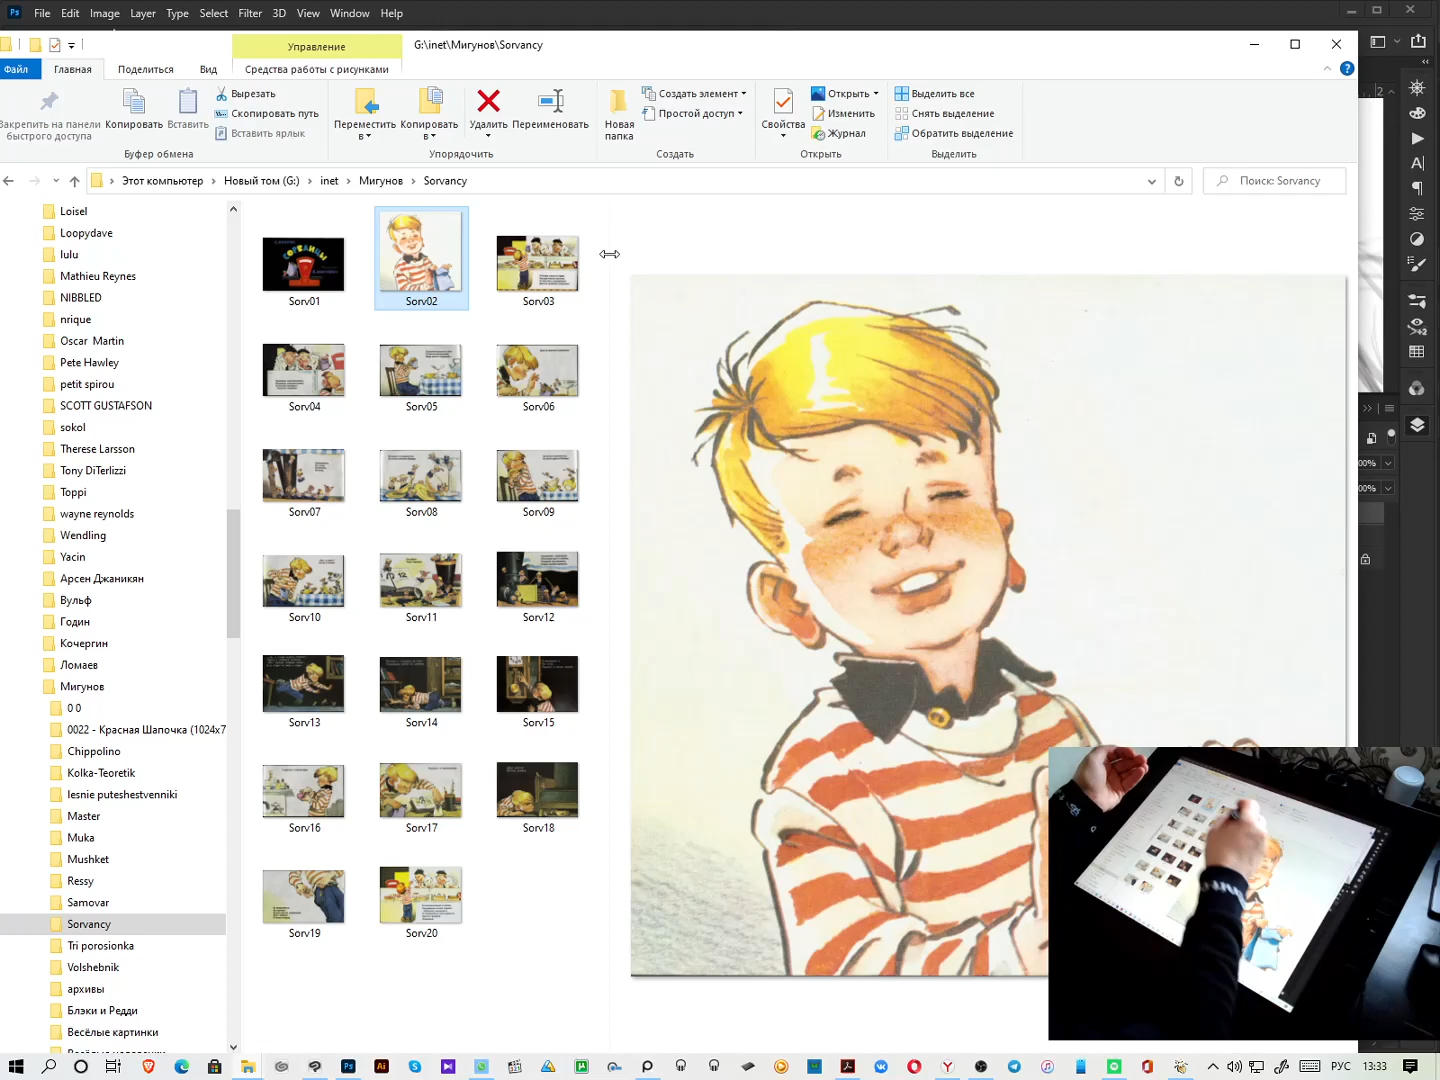 Ps File Edit Image Layer Type Select Filter 3D View Window Help
Управление G:\inet\Мигунов\Sorvancy
Файл Главная Поделиться Вид Средства работы с рисунками
Закрепить на панели быстрого доступа
Копировать
Вставить
Вырезать
Скопировать путь
Вставить ярлык
Буфер обмена
Переместить в
Копировать в
Удалить
Переименовать
Упорядочить
Новая папка
Создать элемент
Простой доступ
Создать
Свойства
Открыть
Изменить
Журнал
Открыть
Выделить все
Снять выделение
Обратить выделение
Выделить
Этот компьютер Новый том (G:) inet Мигунов Sorvancy
Поиск: Sorvancy
Loisel
Loopydave
lulu
Mathieu Reynes
NIBBLED
nrique
Oscar Martin
Pete Hawley
petit spirou
SCOTT GUSTAFSON
sokol
Therese Larsson
Tony DiTerlizzi
Toppi
wayne reynolds
Wendling
Yacin
Арсен Джаникян
Вульф
Годин
Кочергин
Ломаев
Мигунов
0 0
0022 - Красная Шапочка (1024x7
Chippolino
Kolka-Teoretik
lesnie puteshestvenniki
Master
Muka
Mushket
Ressy
Samovar
Sorvancy
Tri porosionka
Volshebnik
архивы
Блэки и Редди
Весёлые картинки
Sorv01 Sorv02 Sorv03
Sorv04 Sorv05 Sorv06
Sorv07 Sorv08 Sorv09
Sorv10 Sorv11 Sorv12
Sorv13 Sorv14 Sorv15
Sorv16 Sorv17 Sorv18
Sorv19 Sorv20
00%
00%
РУС 13:33